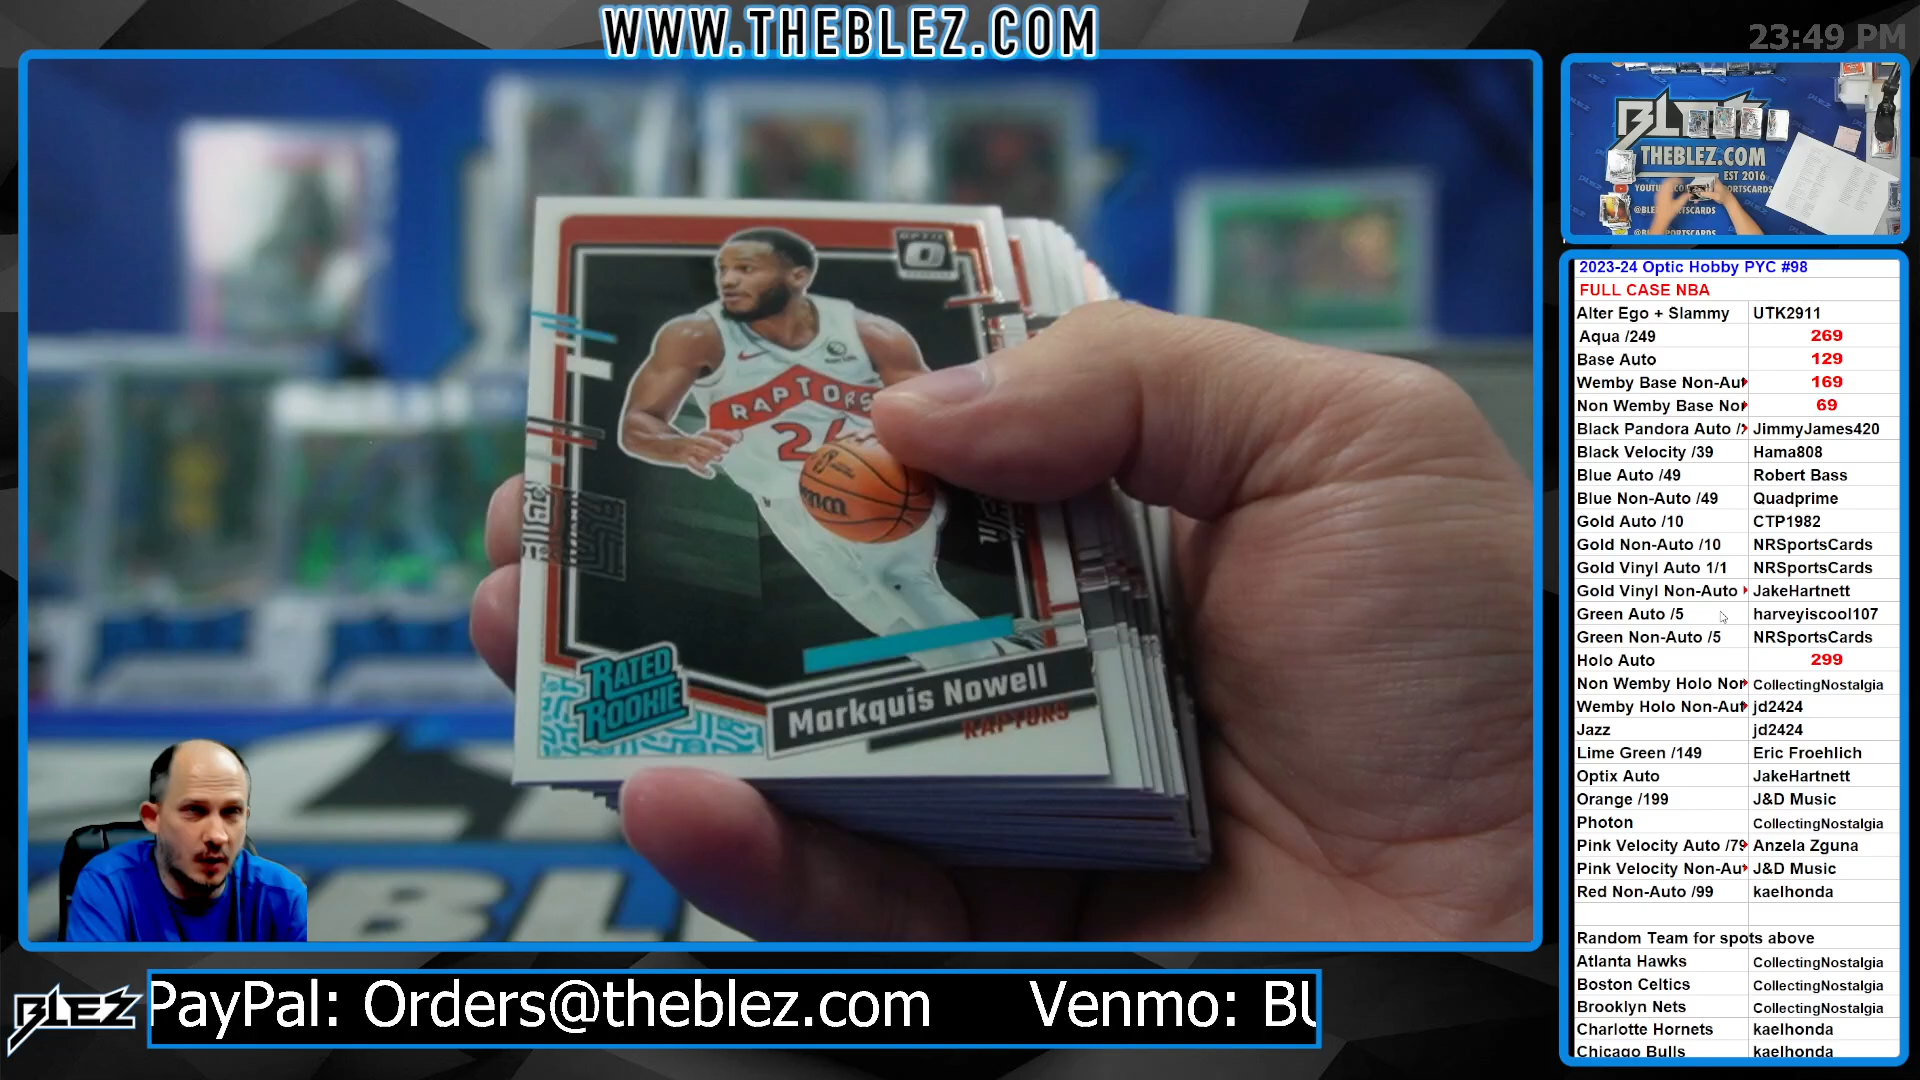 WWW.THEBLEZ.COM
23:49 PM
OPTIC
RAPTORS
24
RATED
ROOKIE
Markquis Nowell
RAPTORS
THEBLEZ.COM
EST 2016
2023-24 Optic Hobby PYC #98
FULL CASE NBA
Alter Ego + Slammy UTK2911
Aqua /249 269
Base Auto 129
Wemby Base Non-Aut 169
Non Wemby Base Non 69
Black Pandora Auto / JimmyJames420
Black Velocity /39 Hama808
Blue Auto /49 Robert Bass
Blue Non-Auto /49 Quadprime
Gold Auto /10 CTP1982
Gold Non-Auto /10 NRSportsCards
Gold Vinyl Auto 1/1 NRSportsCards
Gold Vinyl Non-Auto JakeHartnett
Green Auto /5 harveyiscool107
Green Non-Auto /5 NRSportsCards
Holo Auto 299
Non Wemby Holo Non CollectingNostalgia
Wemby Holo Non-Aut jd2424
Jazz jd2424
Lime Green /149 Eric Froehlich
Optix Auto JakeHartnett
Orange /199 J&D Music
Photon CollectingNostalgia
Pink Velocity Auto /79 Anzela Zguna
Pink Velocity Non-Au J&D Music
Red Non-Auto /99 kaelhonda
Random Team for spots above
Atlanta Hawks CollectingNostalgia
Boston Celtics CollectingNostalgia
Brooklyn Nets CollectingNostalgia
Charlotte Hornets kaelhonda
Chicago Bulls kaelhonda
BLEZ
PayPal: Orders@theblez.com Venmo: Bl